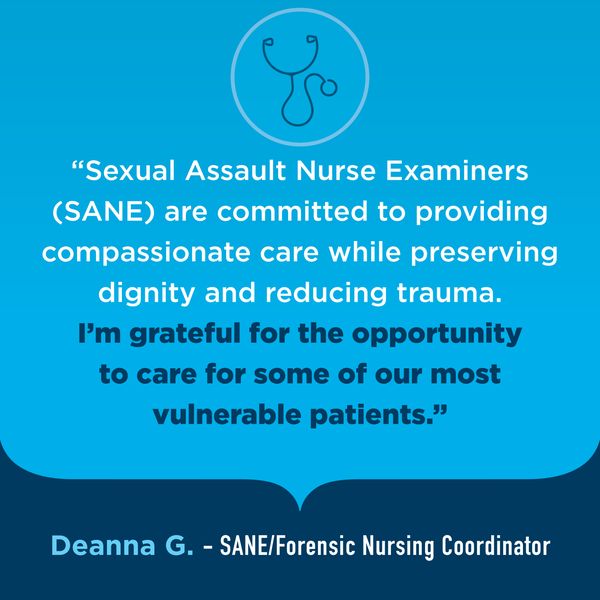 “Sexual Assault Nurse Examiners
(SANE) are committed to providing
compassionate care while preserving
dignity and reducing trauma.
I’m grateful for the opportunity
to care for some of our most
vulnerable patients.”
Deanna G. - SANE/Forensic Nursing Coordinator